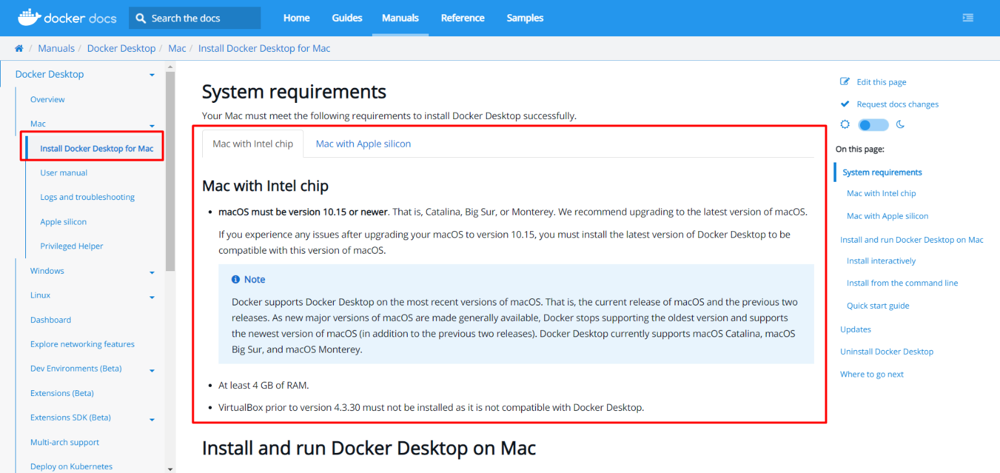 docker docs
Search the docs
Home
Guides
Manuals
Reference
Samples
/ Manuals / Docker Desktop / Mac / Install Docker Desktop for Mac
Docker Desktop
Overview
Mac
Install Docker Desktop for Mac
User manual
Logs and troubleshooting
Apple silicon
Privileged Helper
Windows
Linux
Dashboard
Explore networking features
Dev Environments (Beta)
Extensions (Beta)
Extensions SDK (Beta)
Multi-arch support
Deploy on Kubernetes
System requirements
Your Mac must meet the following requirements to install Docker Desktop successfully.
Mac with Intel chip
Mac with Apple silicon
Mac with Intel chip
• macOS must be version 10.15 or newer. That is, Catalina, Big Sur, or Monterey. We recommend upgrading to the latest version of macOS.
If you experience any issues after upgrading your macOS to version 10.15, you must install the latest version of Docker Desktop to be
compatible with this version of macOS.
Note
Docker supports Docker Desktop on the most recent versions of macOS. That is, the current release of macOS and the previous two
releases. As new major versions of macOS are made generally available, Docker stops supporting the oldest version and supports
the newest version of macOS (in addition to the previous two releases). Docker Desktop currently supports macOS Catalina, macOS
Big Sur, and macOS Monterey.
• At least 4 GB of RAM.
• VirtualBox prior to version 4.3.30 must not be installed as it is not compatible with Docker Desktop.
Install and run Docker Desktop on Mac
Edit this page
Request docs changes
On this page:
System requirements
Mac with Intel chip
Mac with Apple silicon
Install and run Docker Desktop on Mac
Install interactively
Install from the command line
Quick start guide
Updates
Uninstall Docker Desktop
Where to go next